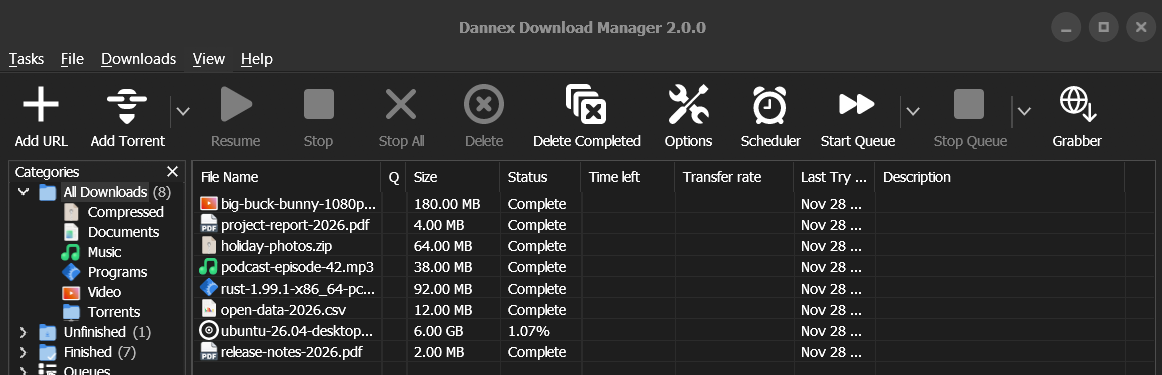 Dannex Download Manager 2.0.0
Tasks File Downloads View Help
Add URL Add Torrent Resume Stop Stop All Delete Delete Completed Options Scheduler Start Queue Stop Queue Grabber
Categories
All Downloads (8)
Compressed
Documents
Music
Programs
Video
Torrents
Unfinished (1)
Finished (7)
Queues
File Name Q Size Status Time left Transfer rate Last Try ... Description
big-buck-bunny-1080p... 180.00 MB Complete Nov 28 ...
PDF project-report-2026.pdf 4.00 MB Complete Nov 28 ...
holiday-photos.zip 64.00 MB Complete Nov 28 ...
podcast-episode-42.mp3 38.00 MB Complete Nov 28 ...
rust-1.99.1-x86_64-pc... 92.00 MB Complete Nov 28 ...
open-data-2026.csv 12.00 MB Complete Nov 28 ...
ubuntu-26.04-desktop... 6.00 GB 1.07% Nov 28 ...
PDF release-notes-2026.pdf 2.00 MB Complete Nov 28 ...